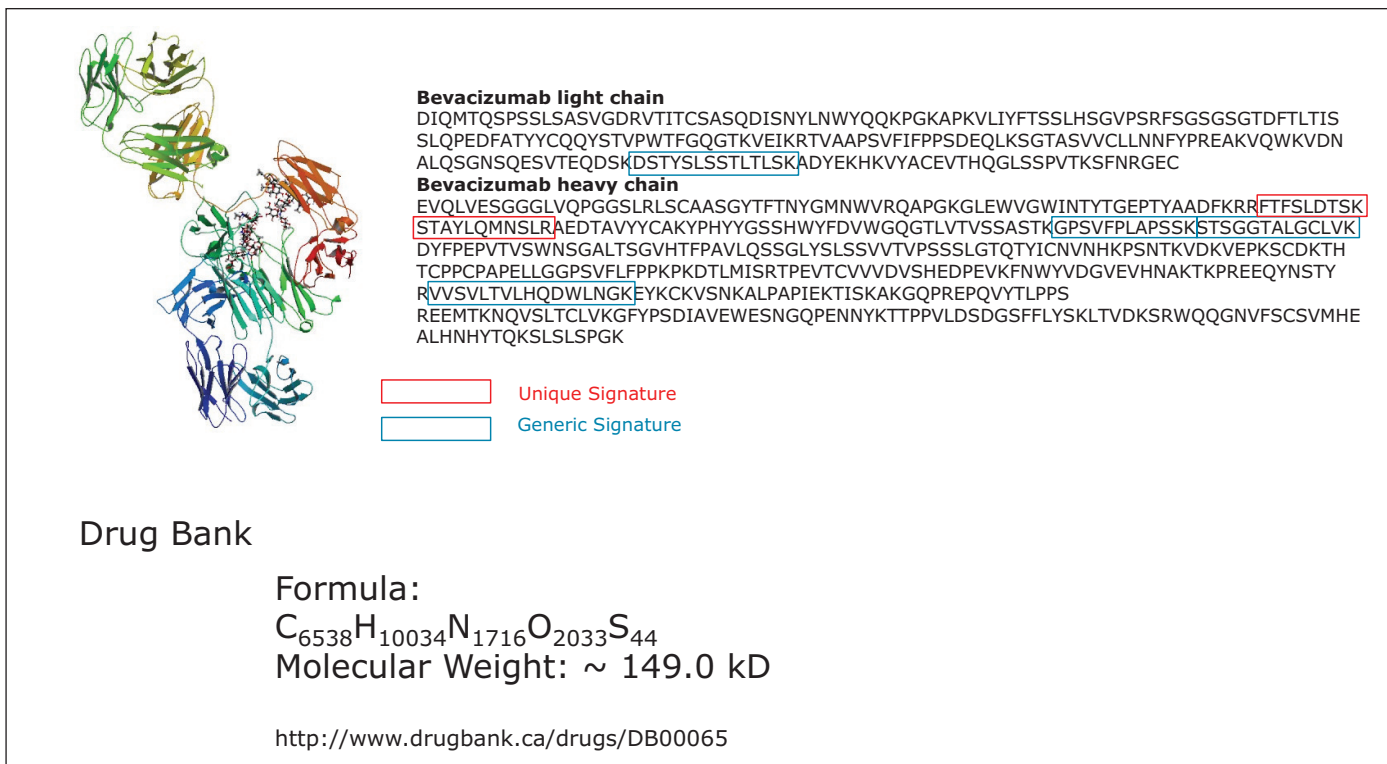 Bevacizumab light chain
DIQMTQSPSSLSASVGDRVTITCSASQDISNYLNWYQQKPGKAPKVLIYFTSSLHSGVPSRFSGSGSGTDFTLTIS
SLQPEDFATYYCQQYSTVPWTFGQGTKVEIKRTVAAPSVFIFPPSDEQLKSGTASVVCLLNNFYPREAKVQWKVDN
ALQSGNSQESVTEQDSKDSTYSLSSTLTLSKADYEKHKVYACEVTHQGLSSPVTKSFNRGEC
Bevacizumab heavy chain
EVQLVESGGGLVQPGGSLRLSCAASGYTFTNYGMNWVRQAPGKGLEWVGWINTYTGEPTYAADFKRRFTFSLDTSK
STAYLQMNSLRAEDTAVYYCAKYPHYYGSSHWYFDVWGQGTLVTVSSASTKGPSVFPLAPSSKSTSGGTALGCLVK
DYFPEPVTVSWNSGALTSGVHTFPAVLQSSGLYSLSSVVTVPSSSLGTQTYICNVNHKPSNTKVDKVEPKSCDKTH
TCPPCPAPELLGGPSVFLFPPKPKDTLMISRTPEVTCVVVDVSHEDPEVKFNWYVDGVEVHNAKTKPREEQYNSTY
RVVSVLTVLHQDWLNGKEYKCKVSNKALPAPIEKTISKAKGQPREPQVYTLPPS
REEMTKNQVSLTCLVKGFYPSDIAVEWESNGQPENNYKTTPPVLDSDGSFFLYSKLTVDKSRWQQGNVFSCSVMHE
ALHNHYTQKSLSLSPGK
Unique Signature
Generic Signature
Drug Bank
Formula:
C₆₅₃₈H₁₀₀₃₄N₁₇₁₆O₂₀₃₃S₄₄
Molecular Weight: ~ 149.0 kD
http://www.drugbank.ca/drugs/DB00065